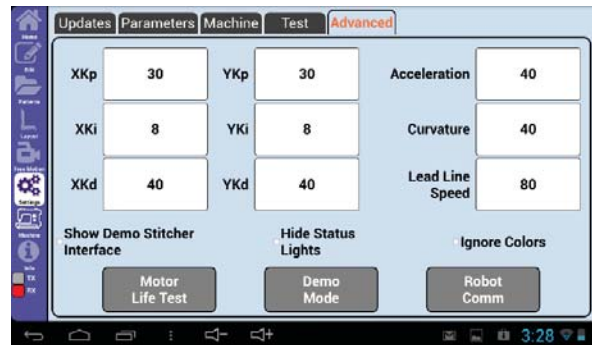 Updates Parameters Machine Test Advanced
Home
Edit
Patterns
Layout
Free Motion
Settings
Machine
Info
TX
RX
XKp 30 YKp 30 Acceleration 40
XKi 8 YKi 8 Curvature 40
XKd 40 YKd 40 Lead Line
Speed 80
Show Demo Stitcher
Interface
Hide Status
Lights
Ignore Colors
Motor
Life Test
Demo
Mode
Robot
Comm
3:28